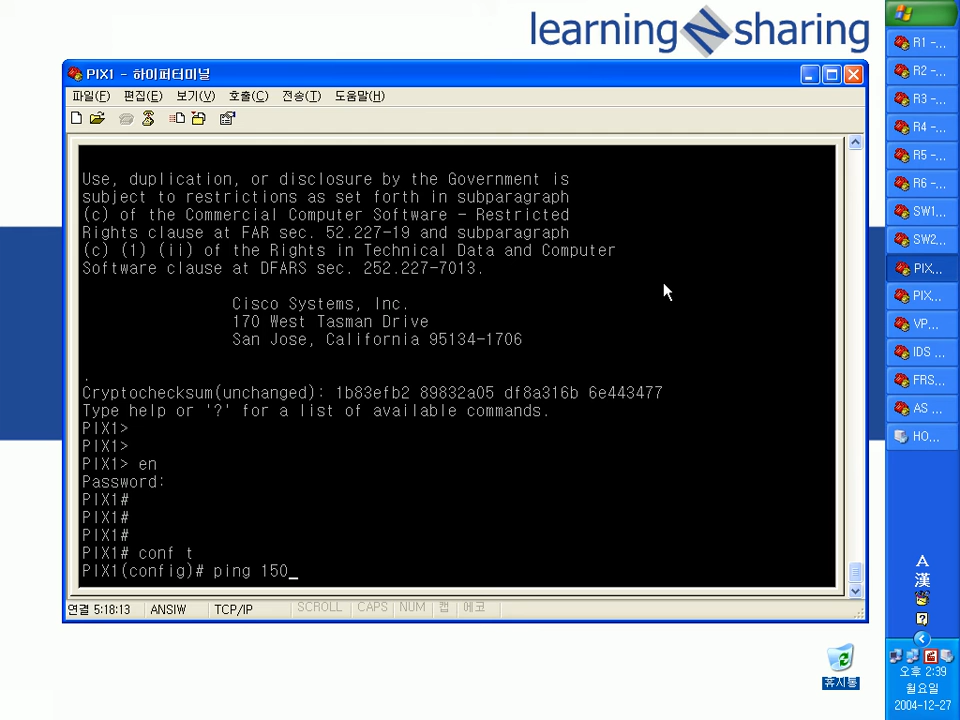 learning N sharing
PIX1 - 하이퍼터미널
파일(F) 편집(E) 보기(V) 호출(C) 전송(T) 도움말(H)
Use, duplication, or disclosure by the Government is
subject to restrictions as set forth in subparagraph
(c) of the Commercial Computer Software - Restricted
Rights clause at FAR sec. 52.227-19 and subparagraph
(c) (1) (ii) of the Rights in Technical Data and Computer
Software clause at DFARS sec. 252.227-7013.
Cisco Systems, Inc.
170 West Tasman Drive
San Jose, California 95134-1706
.
Cryptochecksum(unchanged): 1b83efb2 89832a05 df8a316b 6e443477
Type help or '?' for a list of available commands.
PIX1>
PIX1>
PIX1> en
Password:
PIX1#
PIX1#
PIX1#
PIX1# conf t
PIX1(config)# ping 150_
연결 5:18:13 ANSIW TCP/IP SCROLL CAPS NUM 캡 에코
휴지통
R1 -...
R2 -...
R3 -...
R4 -...
R5 -...
R6 -...
SW1...
SW2...
PIX...
PIX...
VP...
IDS ...
FRS...
AS ...
HO...
A
漢
?
오후 2:39
월요일
2004-12-27